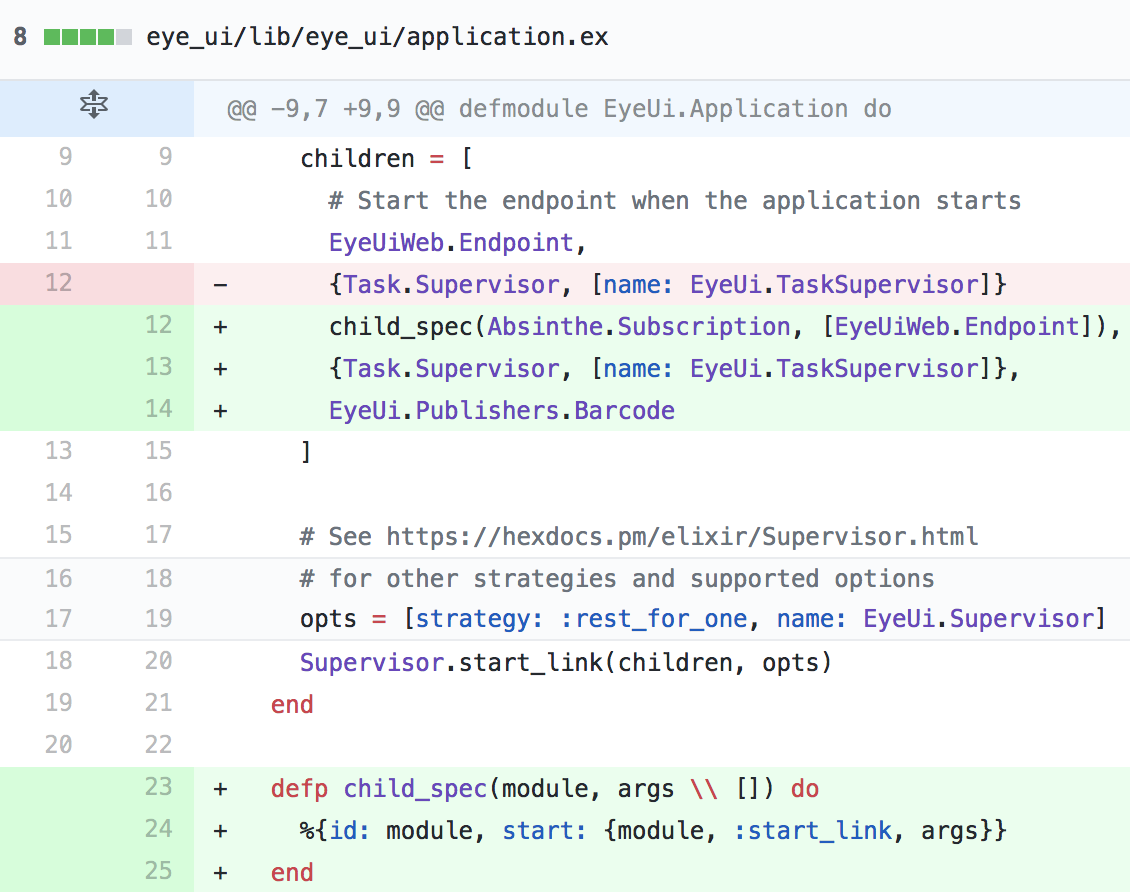 8 eye_ui/lib/eye_ui/application.ex
@@ −9,7 +9,9 @@ defmodule EyeUi.Application do
9 9 children = [
10 10 # Start the endpoint when the application starts
11 11 EyeUiWeb.Endpoint,
12 − {Task.Supervisor, [name: EyeUi.TaskSupervisor]}
12 + child_spec(Absinthe.Subscription, [EyeUiWeb.Endpoint]),
13 + {Task.Supervisor, [name: EyeUi.TaskSupervisor]},
14 + EyeUi.Publishers.Barcode
13 15 ]
14 16
15 17 # See https://hexdocs.pm/elixir/Supervisor.html
16 18 # for other strategies and supported options
17 19 opts = [strategy: :rest_for_one, name: EyeUi.Supervisor]
18 20 Supervisor.start_link(children, opts)
19 21 end
20 22
23 + defp child_spec(module, args \\ []) do
24 + %{id: module, start: {module, :start_link, args}}
25 + end